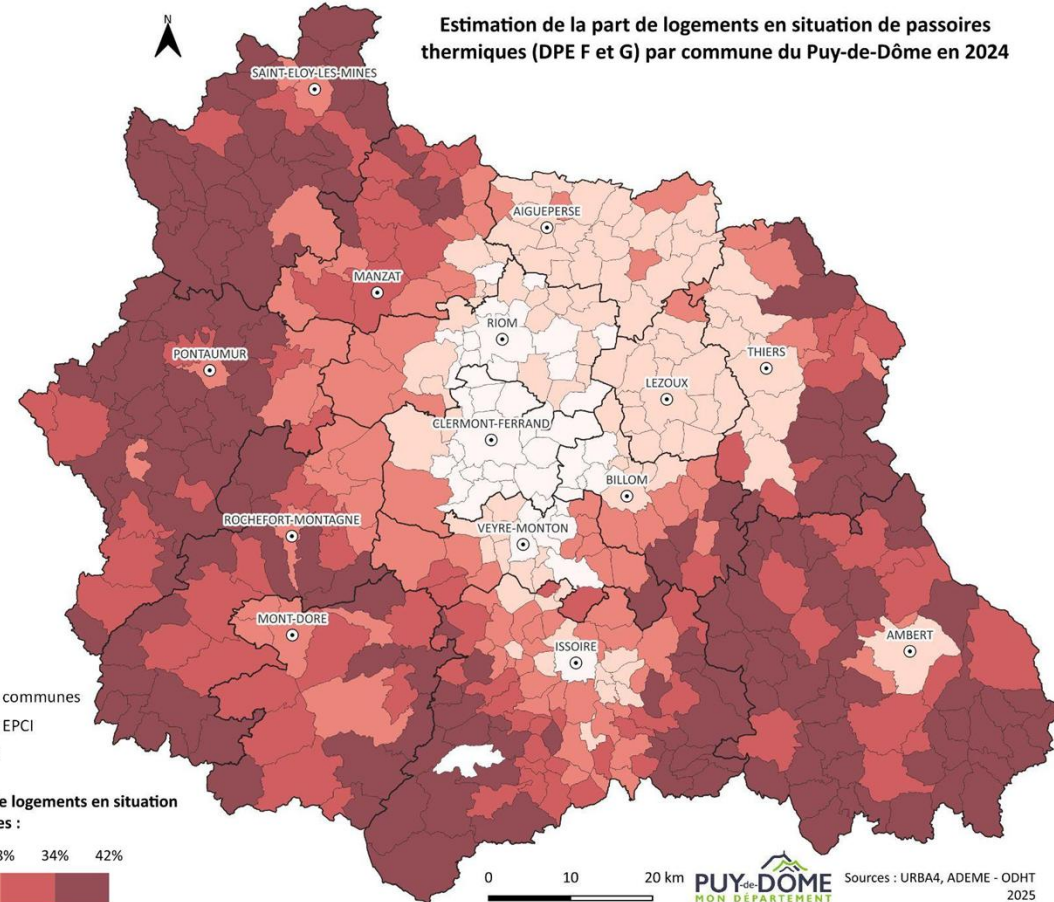 N
Estimation de la part de logements en situation de passoires
thermiques (DPE F et G) par commune du Puy-de-Dôme en 2024
SAINT-ELOY-LES-MINES
AIGUEPERSE
MANZAT
RIOM
PONTAUMUR
THIERS
LEZOUX
CLERMONT-FERRAND
BILLOM
ROCHEFORT-MONTAGNE
VEYRE-MONTON
MONT-DORE
AMBERT
ISSOIRE
communes
EPCI
logements en situation
34% 42%
0 10 20 km
PUY-de-DÔME
MON DÉPARTEMENT
Sources : URBA4, ADEME - ODHT
2025